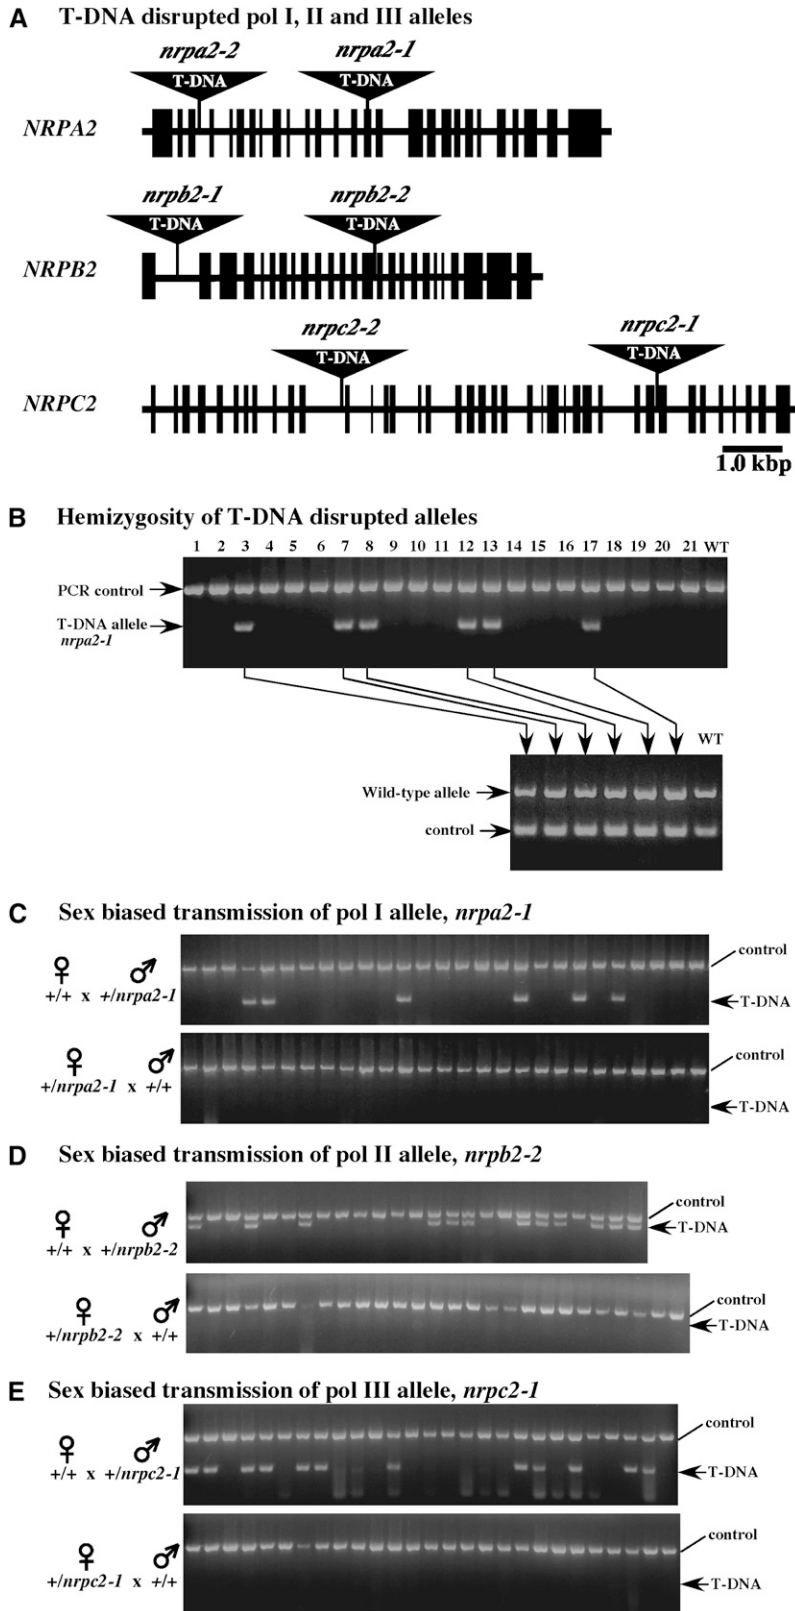 A T-DNA disrupted pol I, II and III alleles
nrpa2-2 nrpa2-1
T-DNA T-DNA
NRPA2
nrpb2-1 nrpb2-2
T-DNA T-DNA
NRPB2
nrpc2-2 nrpc2-1
T-DNA T-DNA
NRPC2
1.0 kbp
B Hemizygosity of T-DNA disrupted alleles
1 2 3 4 5 6 7 8 9 10 11 12 13 14 15 16 17 18 19 20 21 WT
PCR control
T-DNA allele
nrpa2-1
WT
Wild-type allele
control
C Sex biased transmission of pol I allele, nrpa2-1
♀ ♂
+/+ x +/nrpa2-1
control
T-DNA
♀ ♂
+/nrpa2-1 x +/+
control
T-DNA
D Sex biased transmission of pol II allele, nrpb2-2
♀ ♂
+/+ x +/nrpb2-2
control
T-DNA
♀ ♂
+/nrpb2-2 x +/+
control
T-DNA
E Sex biased transmission of pol III allele, nrpc2-1
♀ ♂
+/+ x +/nrpc2-1
control
T-DNA
♀ ♂
+/nrpc2-1 x +/+
control
T-DNA